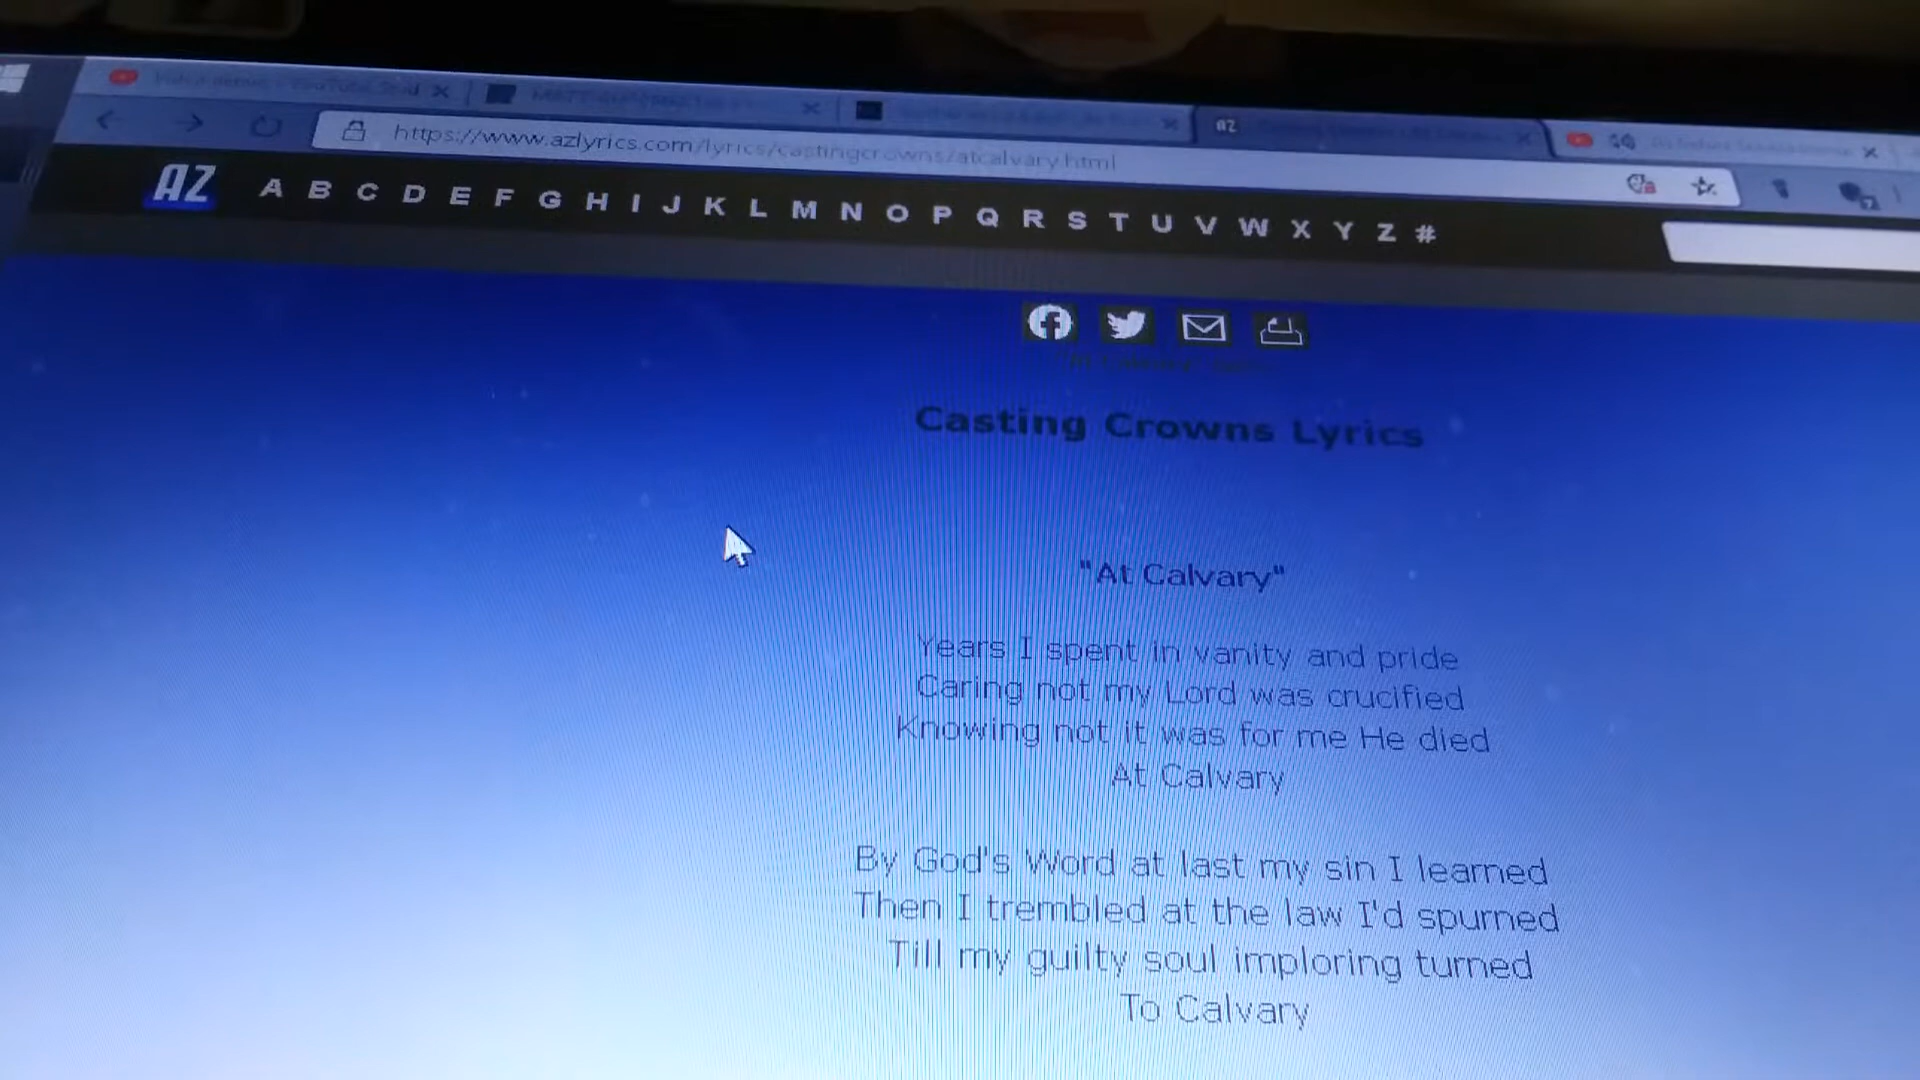 https://www.azlyrics.com/lyrics/castingcrowns/atcalvary.html
AZ A B C D E F G H I J K L M N O P Q R S T U V W X Y Z #
Casting Crowns Lyrics
"At Calvary"
Years I spent in vanity and pride
Caring not my Lord was crucified
Knowing not it was for me He died
At Calvary
By God's Word at last my sin I learned
Then I trembled at the law I'd spurned
Till my guilty soul imploring turned
To Calvary